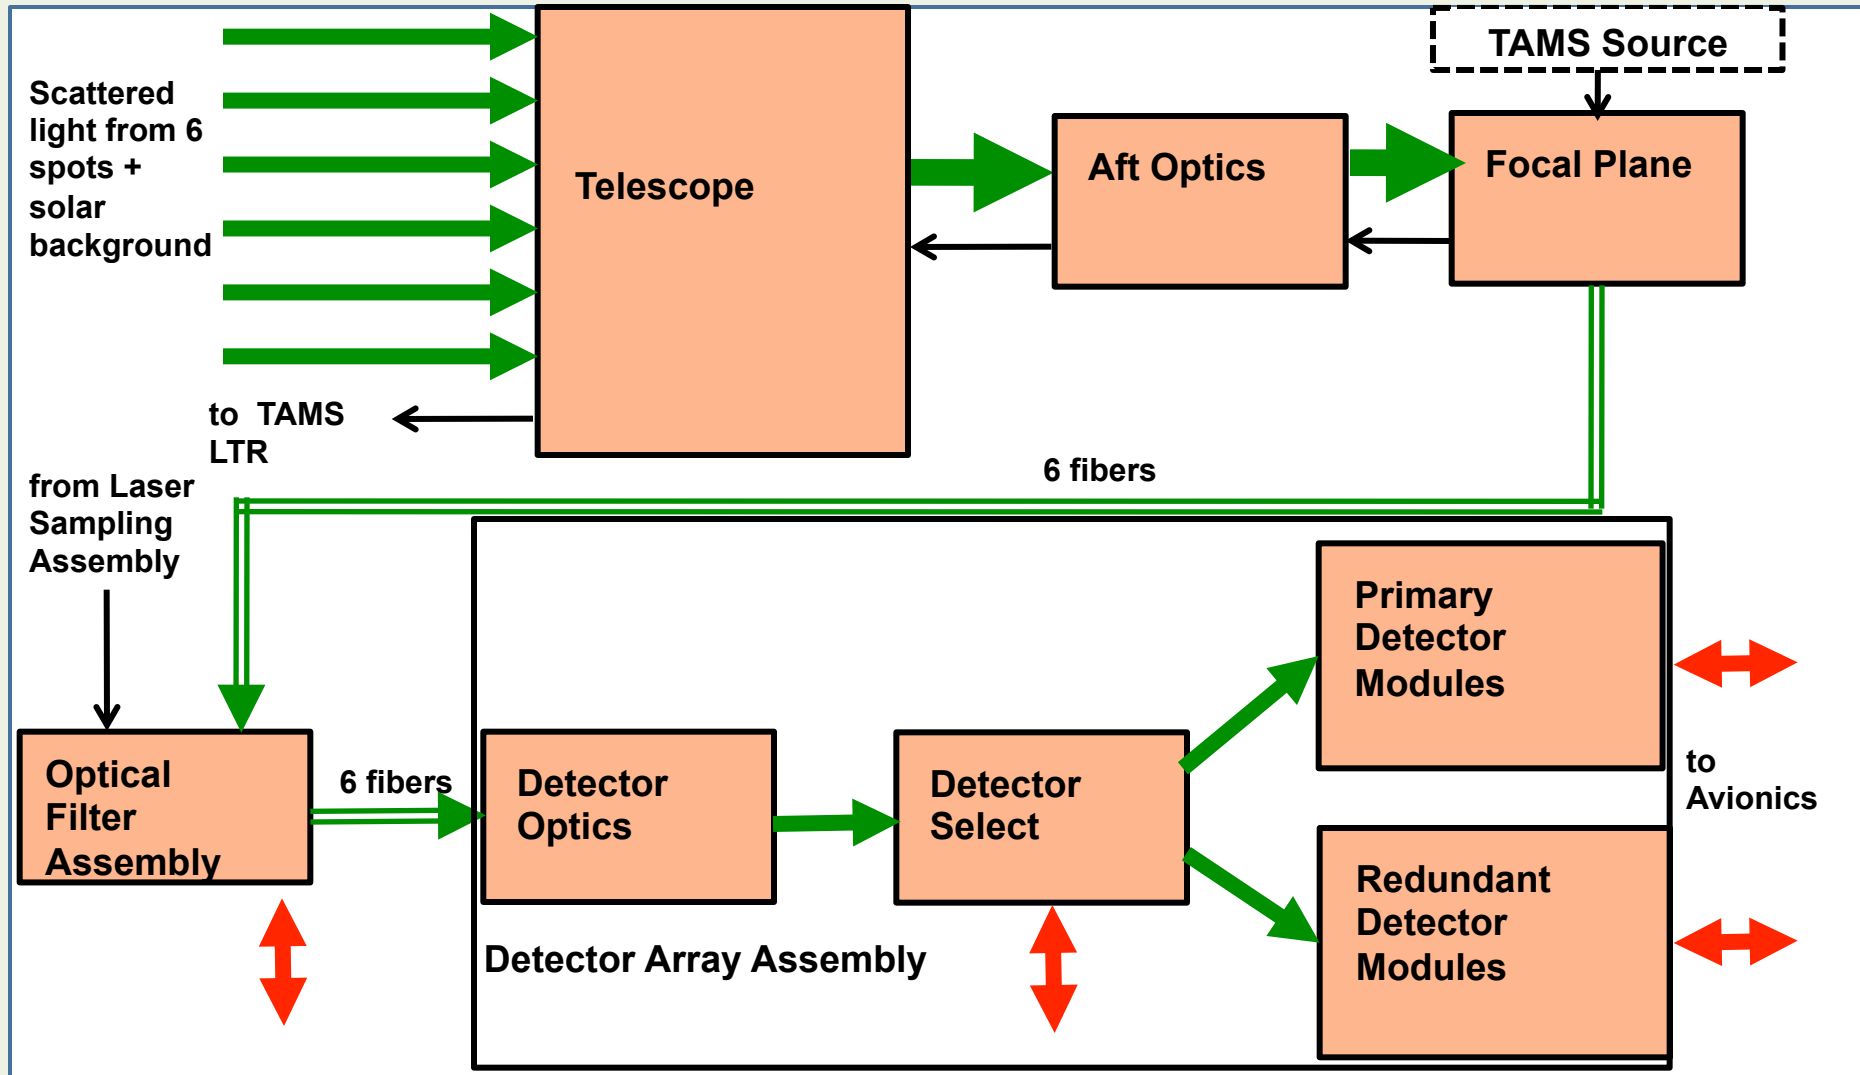 TAMS Source
Scattered
light from 6
spots +
solar
background
Telescope
Aft Optics
Focal Plane
to TAMS
LTR
6 fibers
from Laser
Sampling
Assembly
Primary
Detector
Modules
to
Avionics
Optical
Filter
Assembly
6 fibers
Detector
Optics
Detector
Select
Redundant
Detector
Modules
Detector Array Assembly